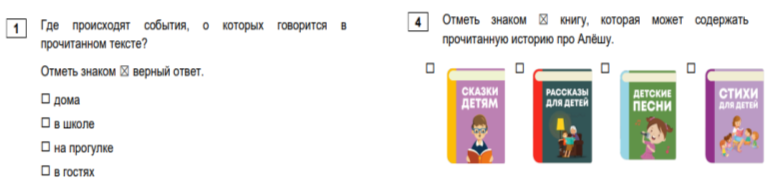 1
Где происходят события, о которых говорится в
прочитанном тексте?
Отметь знаком ☒ верный ответ.
☐ дома
☐ в школе
☐ на прогулке
☐ в гостях
4
Отметь знаком ☒ книгу, которая может содержать
прочитанную историю про Алёшу.
☐ ☐ ☐ ☐
СКАЗКИ
ДЕТЯМ
РАССКАЗЫ
ДЛЯ ДЕТЕЙ
ДЕТСКИЕ
ПЕСНИ
СТИХИ
ДЛЯ ДЕТЕЙ